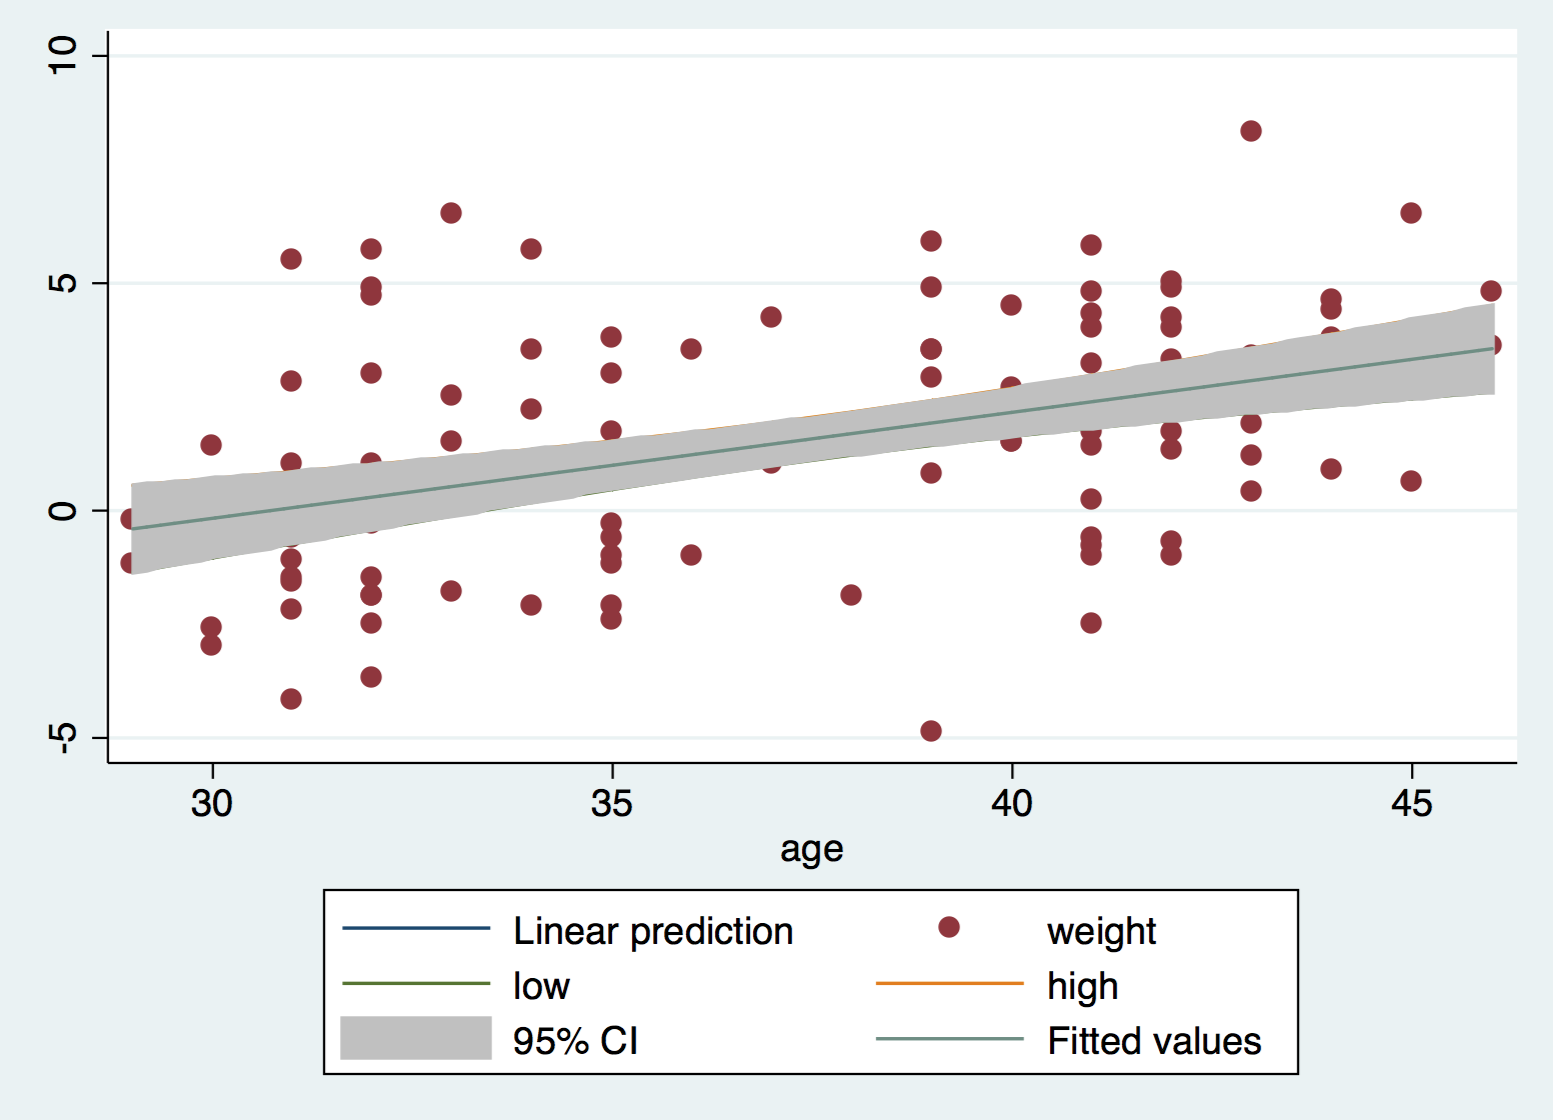 10
5
0
-5
30 35 40 45
age
Linear prediction weight
low high
95% CI Fitted values